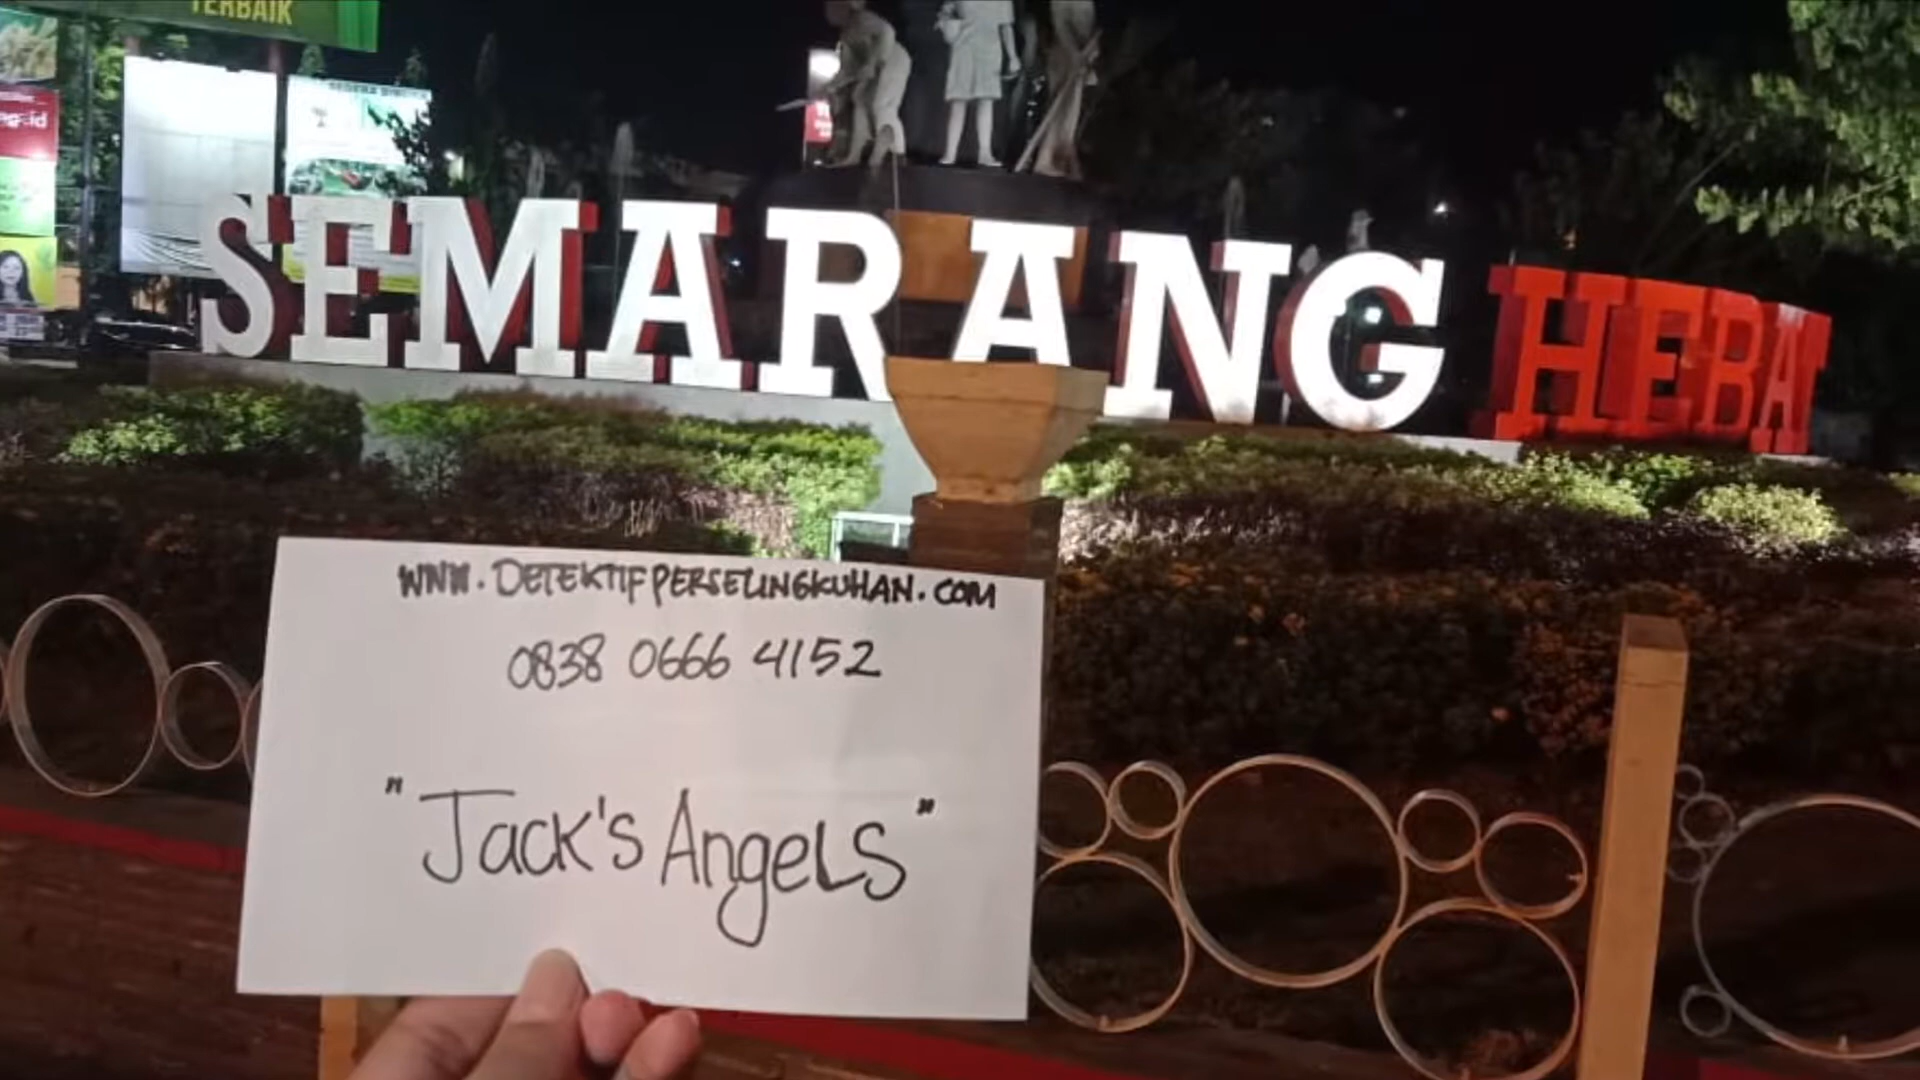 TERBAIK
SEMARANG HEBAT
WWW.DETEKTIFPERSELINGKUHAN.COM
0838 0666 4152
"Jack's Angels"